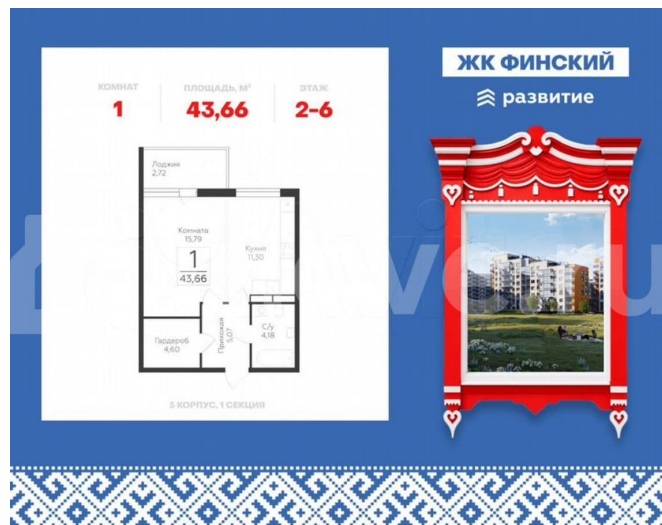 КОМНАТ
1
ПЛОЩАДЬ, М²
43,66
ЭТАЖ
2-6
ЖК ФИНСКИЙ
развитие
Лоджия
2,72
Комната
15,79
1
43,66
Кухня
11,30
Гардероб
4,60
Прихожая
5,07
С/у
4,18
5 КОРПУС, 1 СЕКЦИЯ